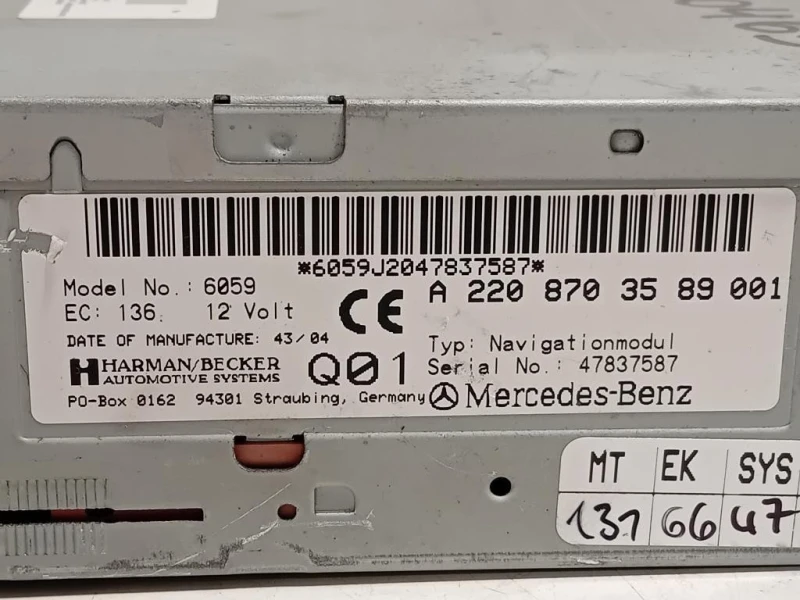 *6059J2047837587*
Model No.: 6059
EC: 136. 12 Volt
CE
A 220 870 35 89 001
DATE OF MANUFACTURE: 43/04
Typ: Navigationmodul
HARMAN/BECKER
AUTOMOTIVE SYSTEMS
Q01
Serial No.: 47837587
PO-Box 0162 94301 Straubing, Germany
Mercedes-Benz
MT EK SYS
131 66 47